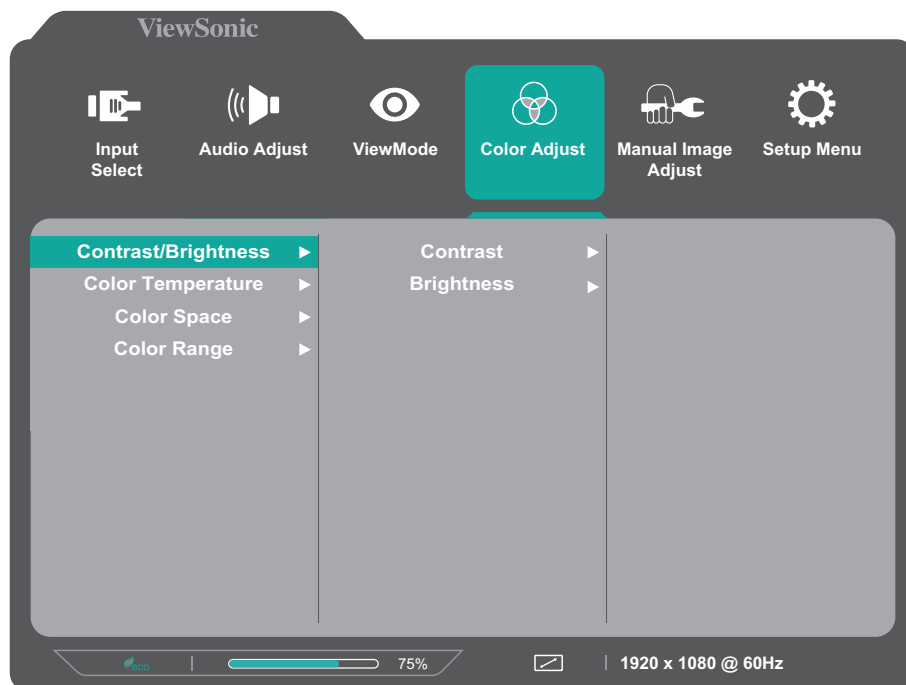 ViewSonic
Input
Select
Audio Adjust
ViewMode
Color Adjust
Manual Image
Adjust
Setup Menu
Contrast/Brightness
Color Temperature
Color Space
Color Range
Contrast
Brightness
eco
75%
1920 x 1080 @ 60Hz